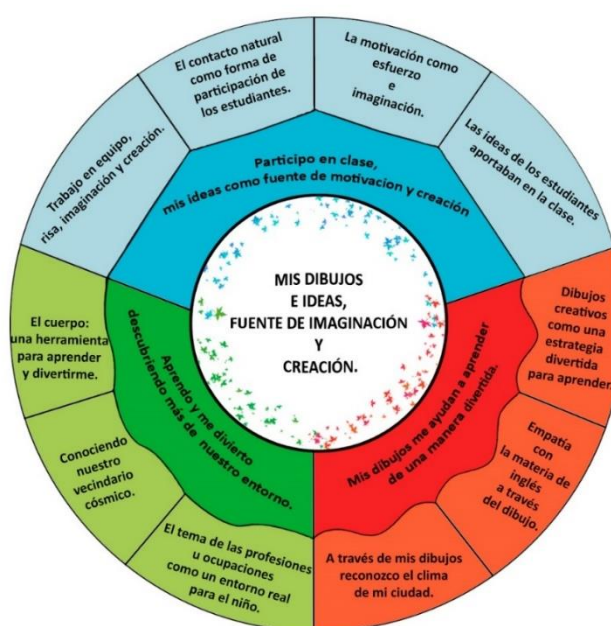 MIS DIBUJOS
E IDEAS,
FUENTE DE IMAGINACIÓN
Y
CREACIÓN.
Participo en clase,
mis ideas como fuente de motivacion y creación
Trabajo en equipo,
risa, imaginación y creación.
El contacto natural
como forma de
participación de
los estudiantes.
La motivación como
esfuerzo
e
imaginación.
Las ideas de los estudiantes
aportaban en la clase.
Mis dibujos me ayudan a aprender
de una manera divertida.
Dibujos
creativos
como una
estrategia
divertida
para aprender.
Empatía
con
la materia de
inglés
a través
del dibujo.
A través de mis dibujos
reconozco el clima
de mi ciudad.
Aprendo y me divierto
descubriendo más de nuestro entorno.
El tema de las profesiones
u ocupaciones
como un entorno real
para el niño.
Conociendo
nuestro
vecindario
cósmico.
El cuerpo:
una herramienta
para aprender
y divertirme.